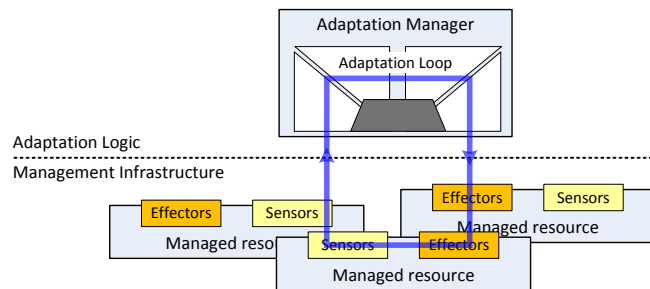 Adaptation Manager
Adaptation Loop
Adaptation Logic
Management Infrastructure
Effectors
Sensors
Effectors
Sensors
Managed resource
Managed
Sensors
Effectors
Managed resource